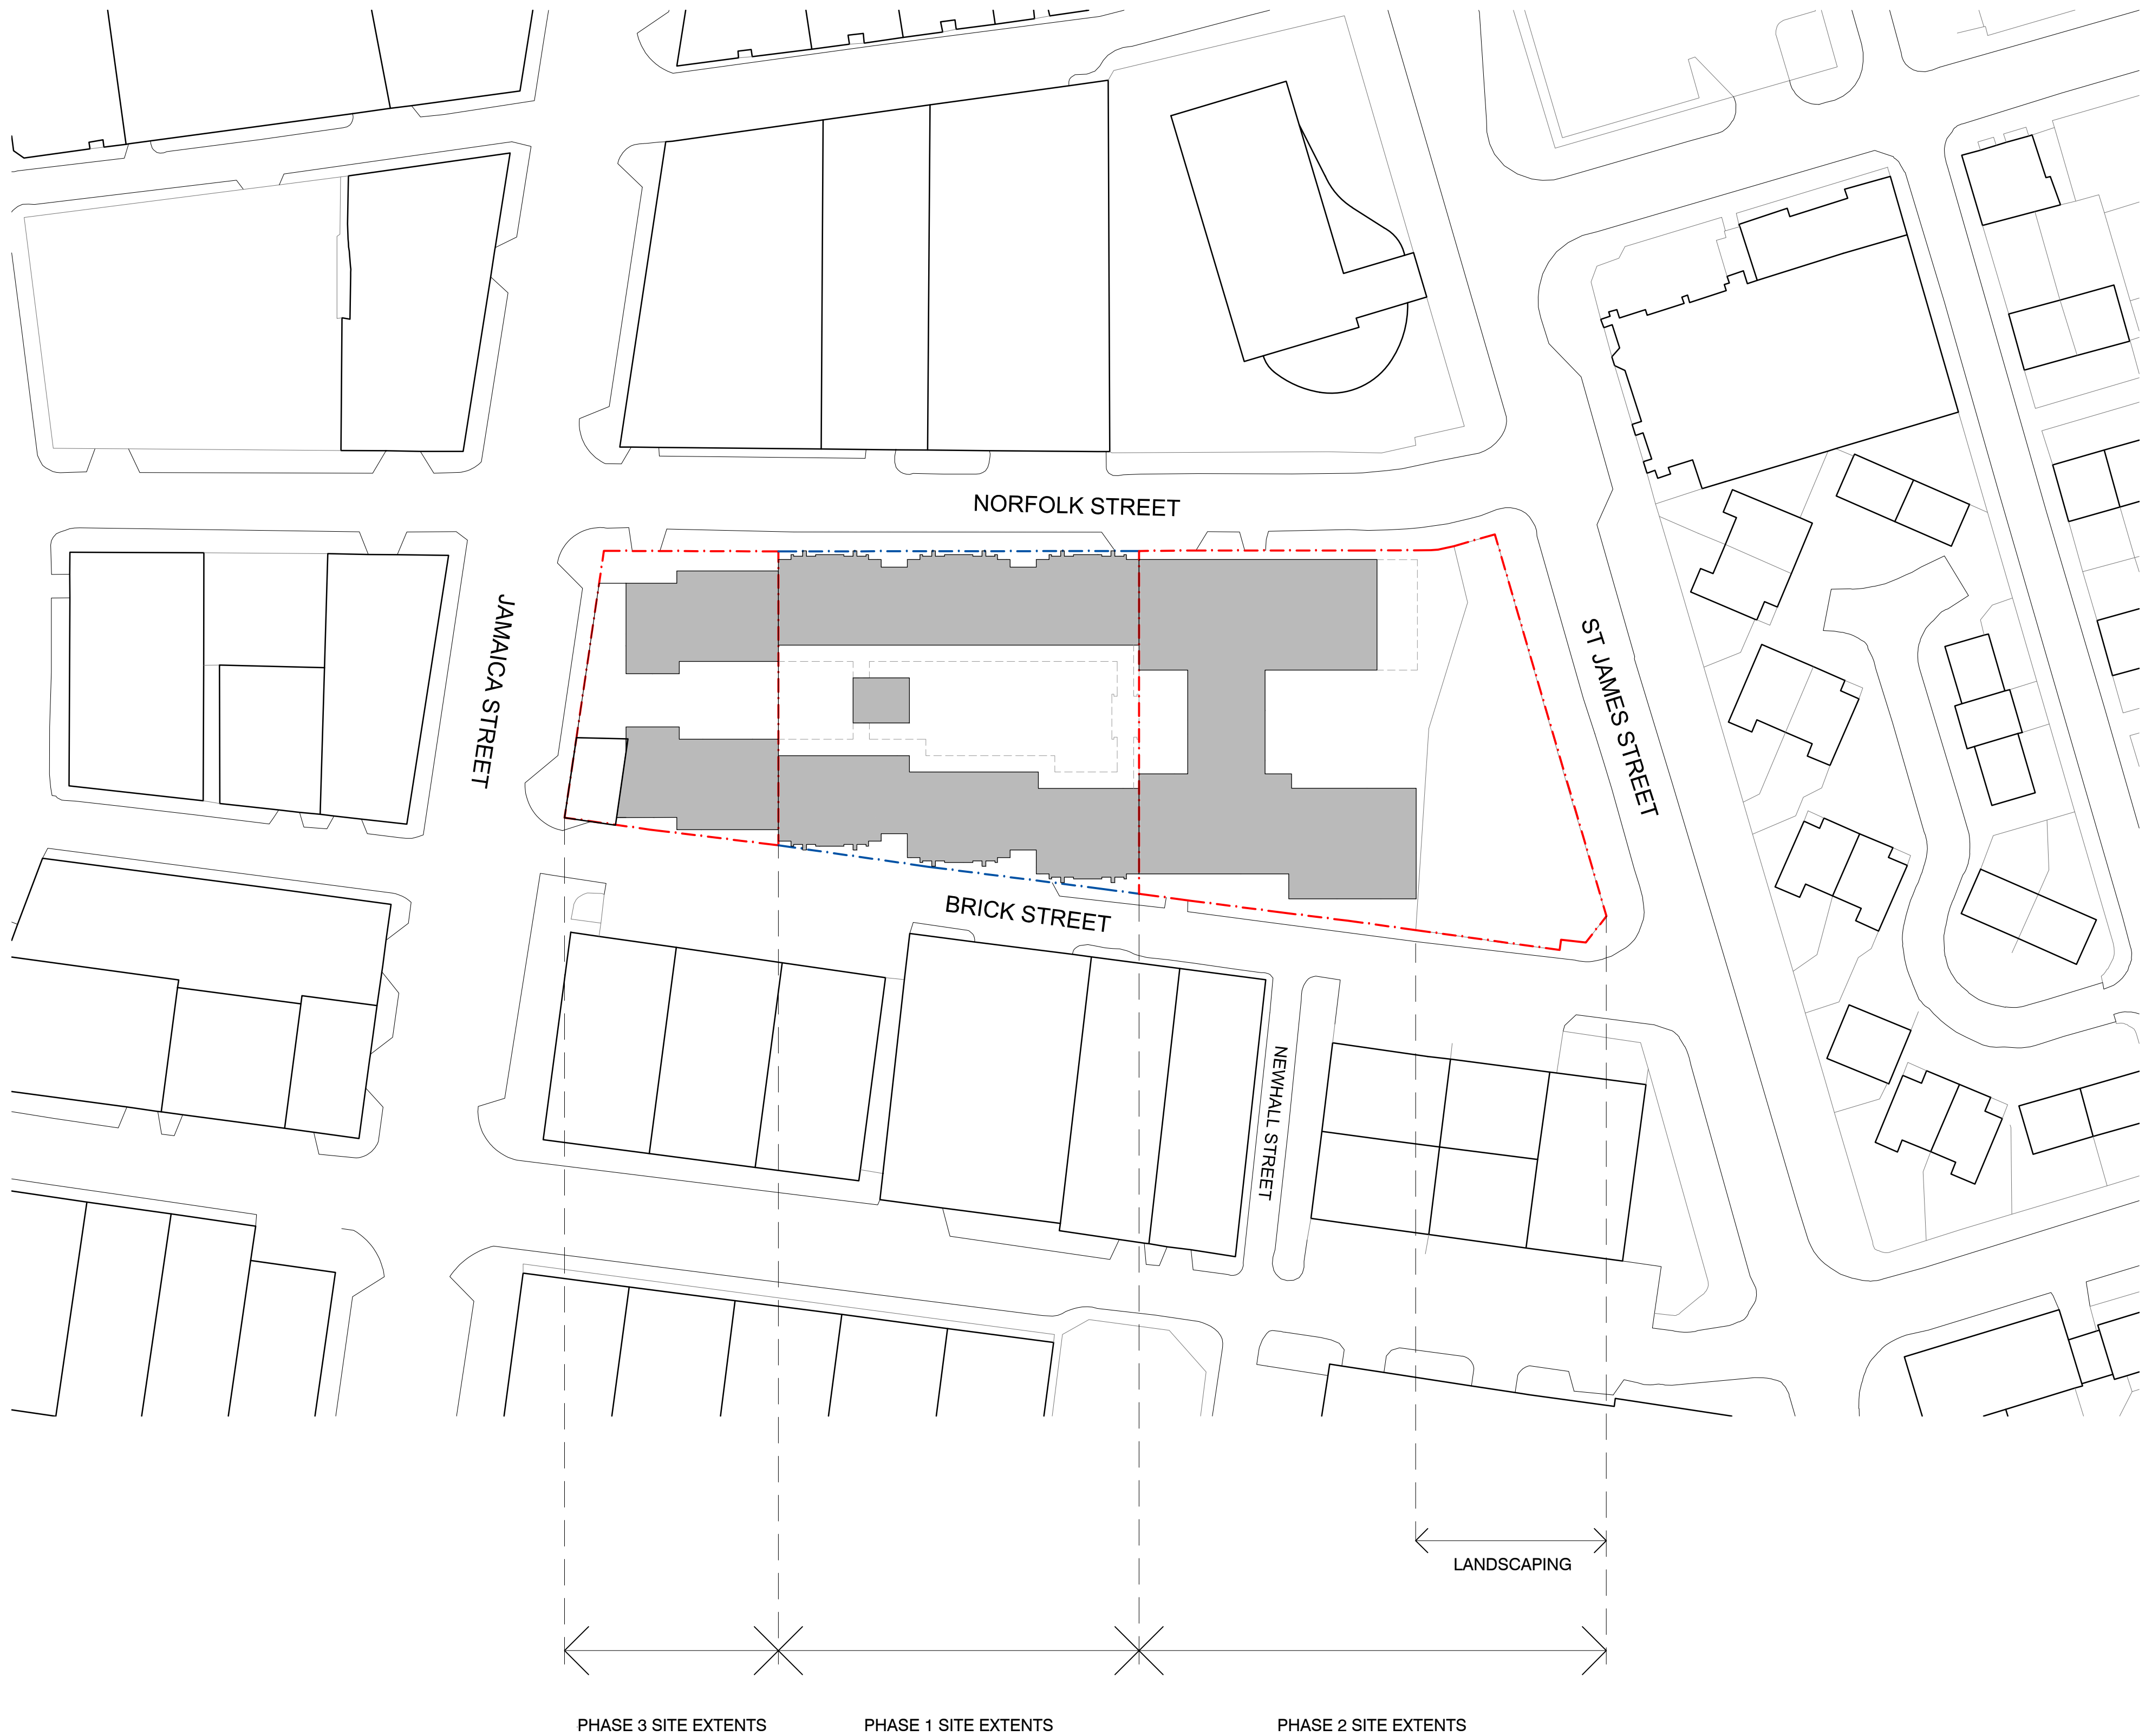 NORFOLK STREET
JAMAICA STREET
ST JAMES STREET
BRICK STREET
NEWHALL STREET
LANDSCAPING
PHASE 3 SITE EXTENTS
PHASE 1 SITE EXTENTS
PHASE 2 SITE EXTENTS